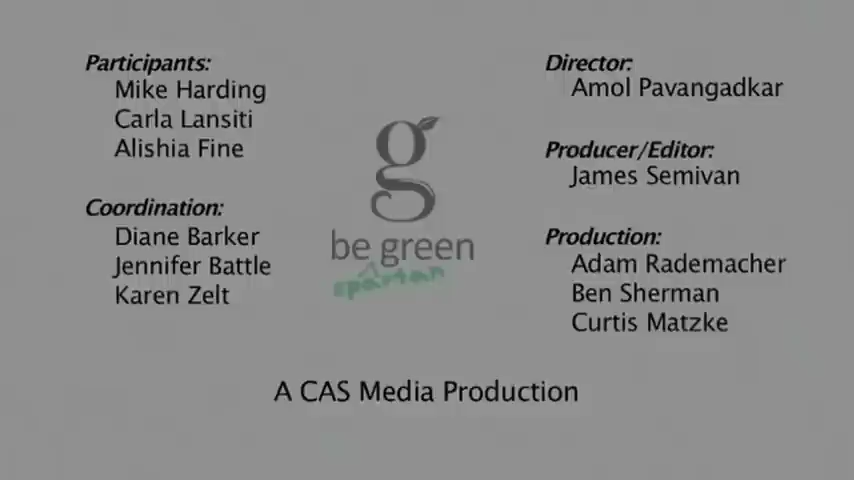 Participants:
Mike Harding
Carla Lansiti
Alishia Fine
Coordination:
Diane Barker
Jennifer Battle
Karen Zelt
g
be green
spartan
Director:
Amol Pavangadkar
Producer/Editor:
James Semivan
Production:
Adam Rademacher
Ben Sherman
Curtis Matzke
A CAS Media Production